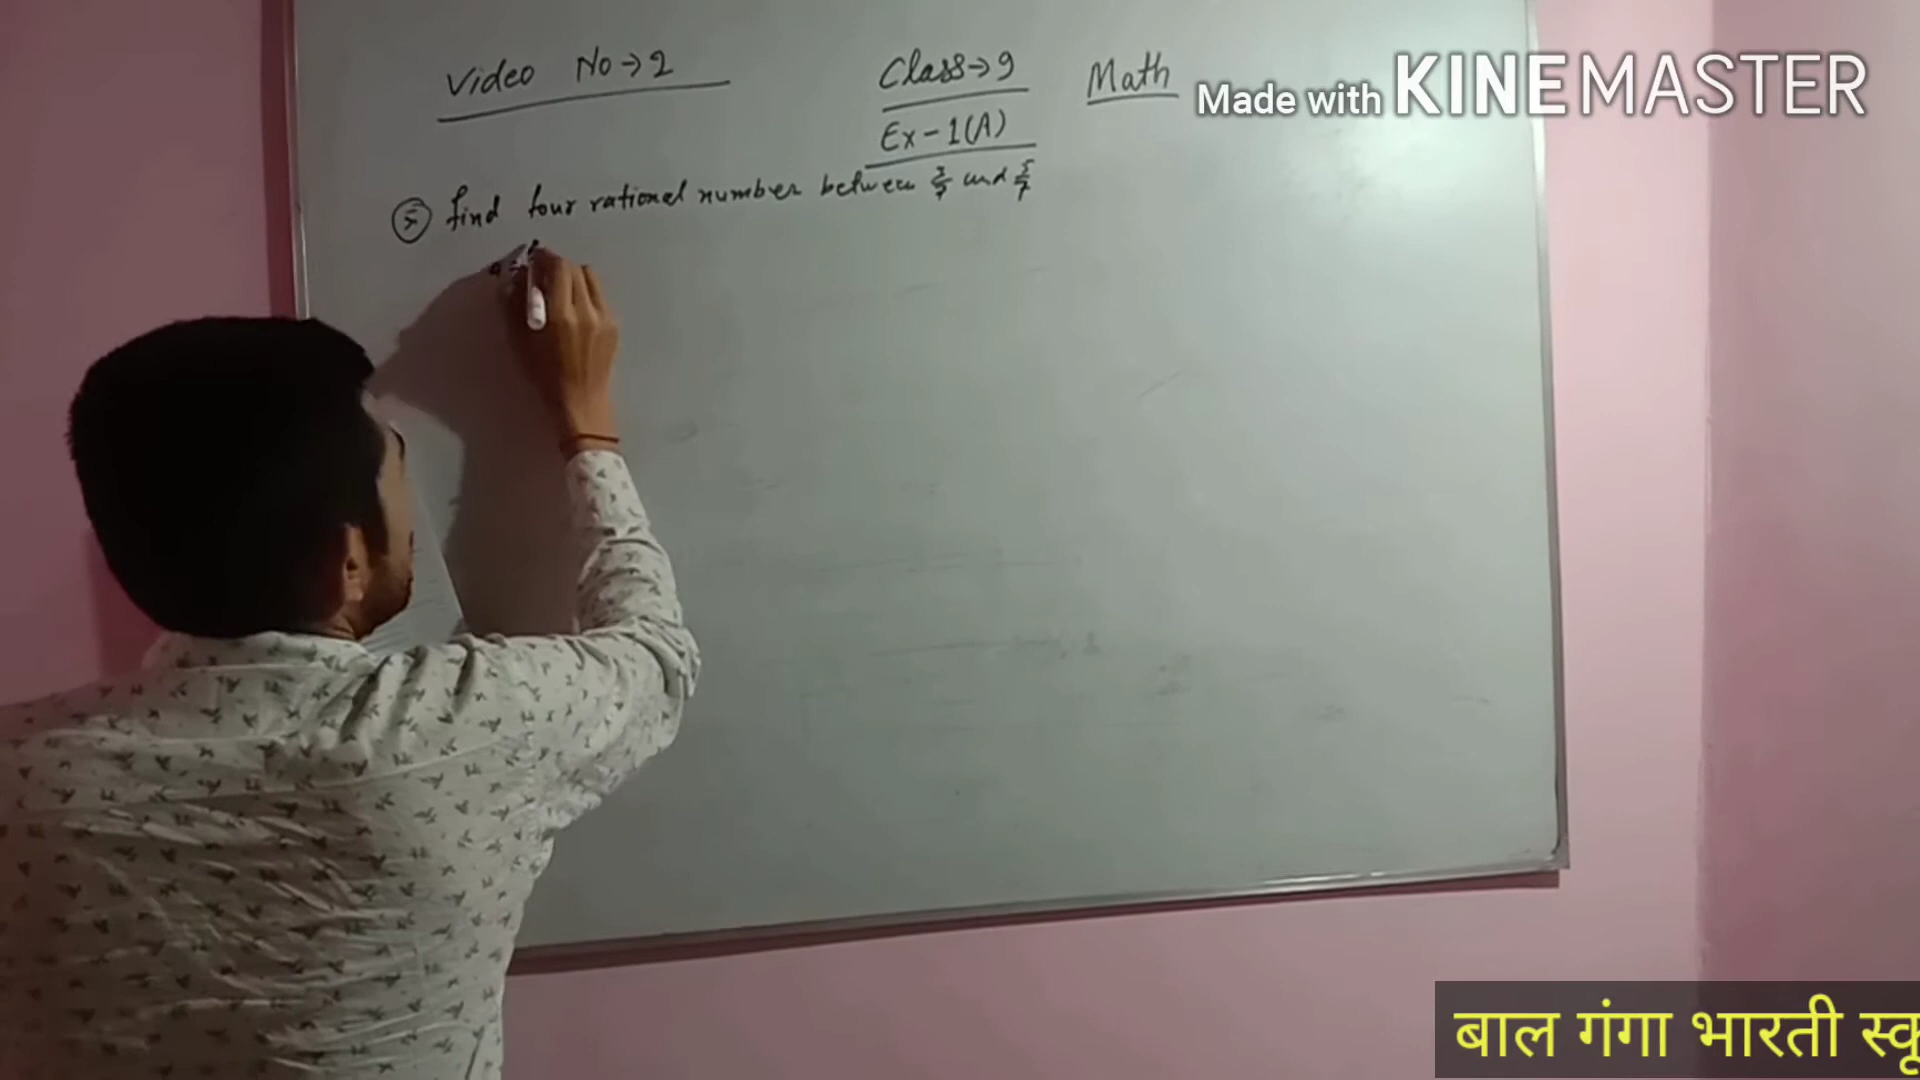 Video No→2 Class→9 Math
Made with KINEMASTER
Ex-1(A)
5 find four rational number between 3/7 and 5/7
बाल गंगा भारती